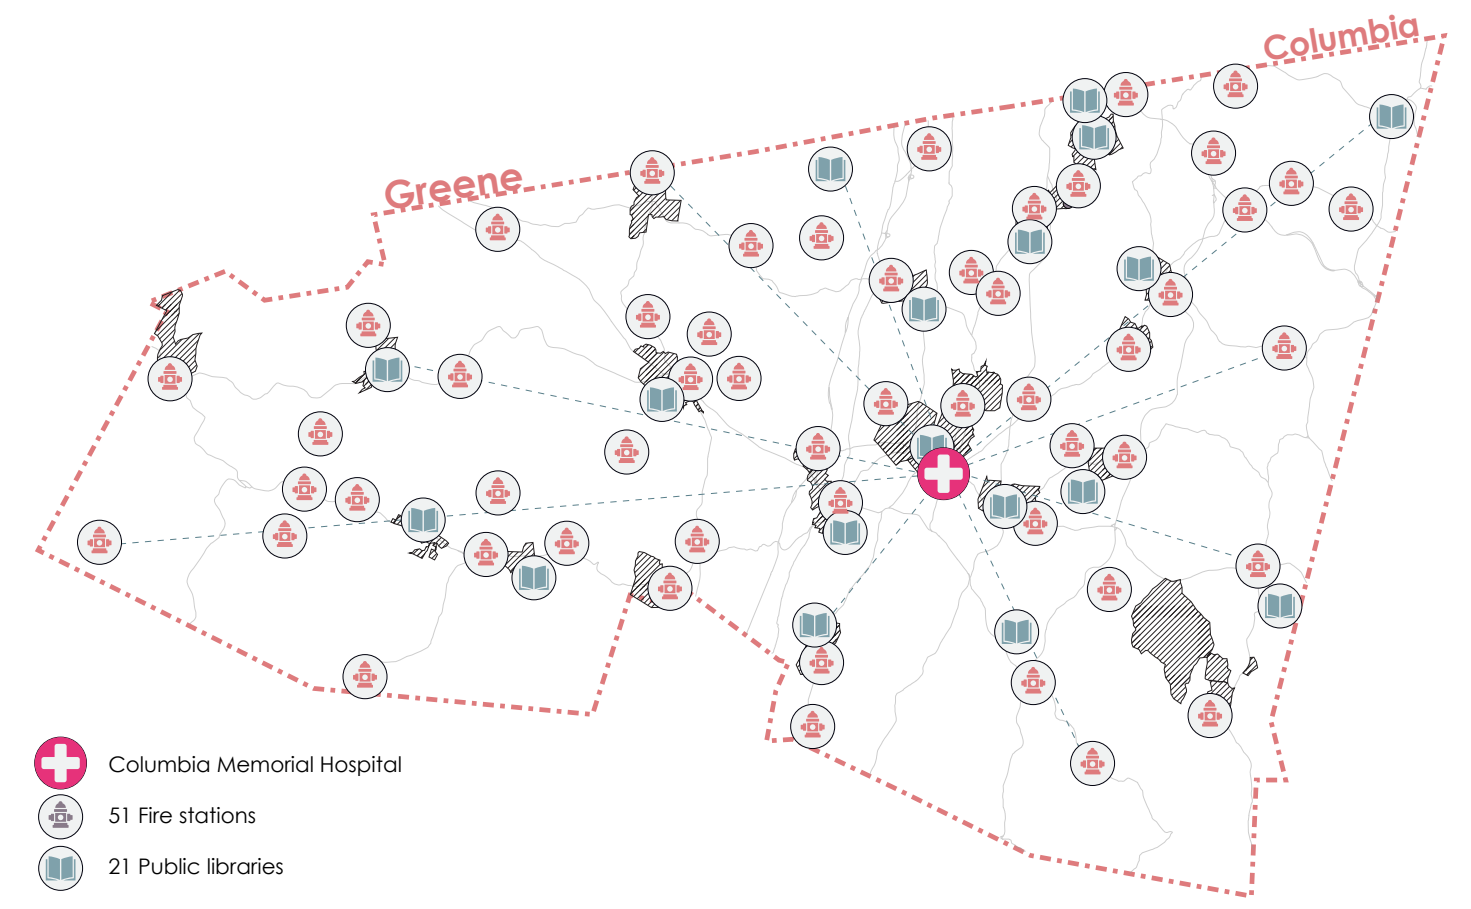 Columbia
Greene
Columbia Memorial Hospital
51 Fire stations
21 Public libraries